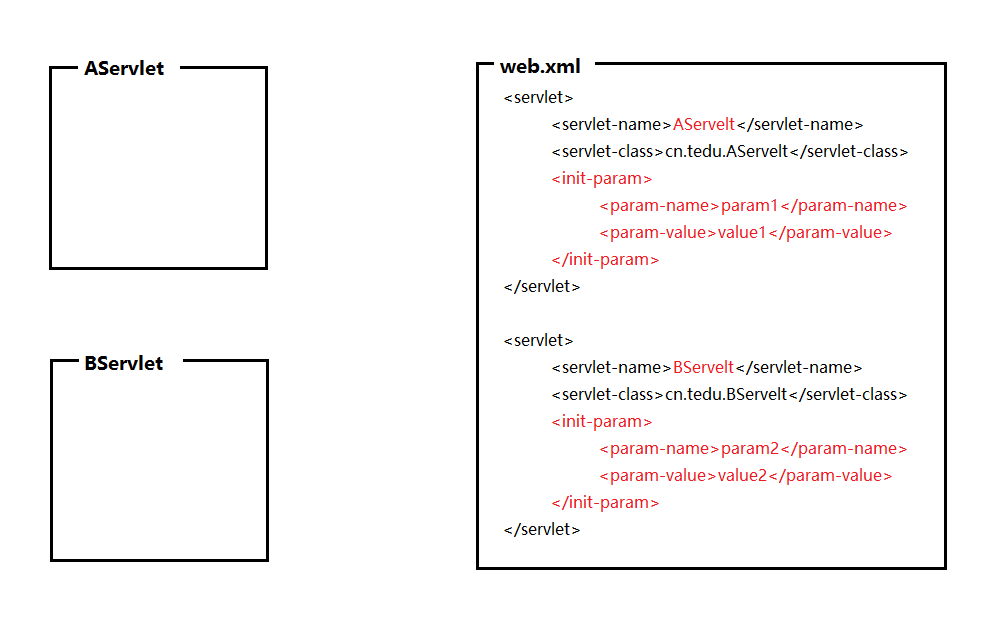 AServlet
BServlet
web.xml
<servlet>
<servlet-name>AServelt</servlet-name>
<servlet-class>cn.tedu.AServelt</servlet-class>
<init-param>
<param-name>param1</param-name>
<param-value>value1</param-value>
</init-param>
</servlet>
<servlet>
<servlet-name>BServelt</servlet-name>
<servlet-class>cn.tedu.BServelt</servlet-class>
<init-param>
<param-name>param2</param-name>
<param-value>value2</param-value>
</init-param>
</servlet>